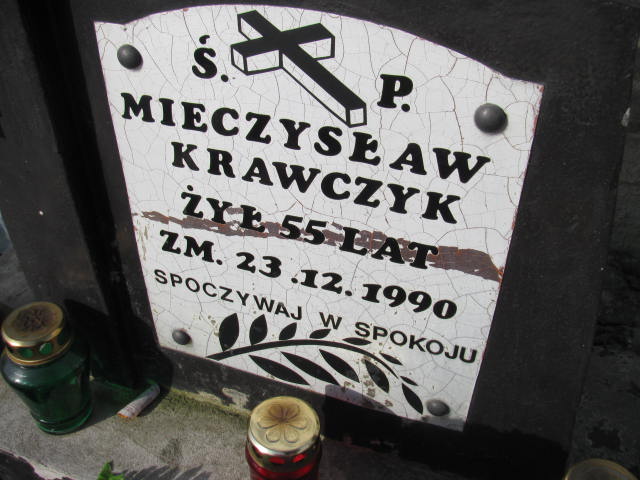 Ś. P.
MIECZYSŁAW
KRAWCZYK
ŻYŁ 55 LAT
ZM. 23.12.1990
SPOCZYWAJ W SPOKOJU